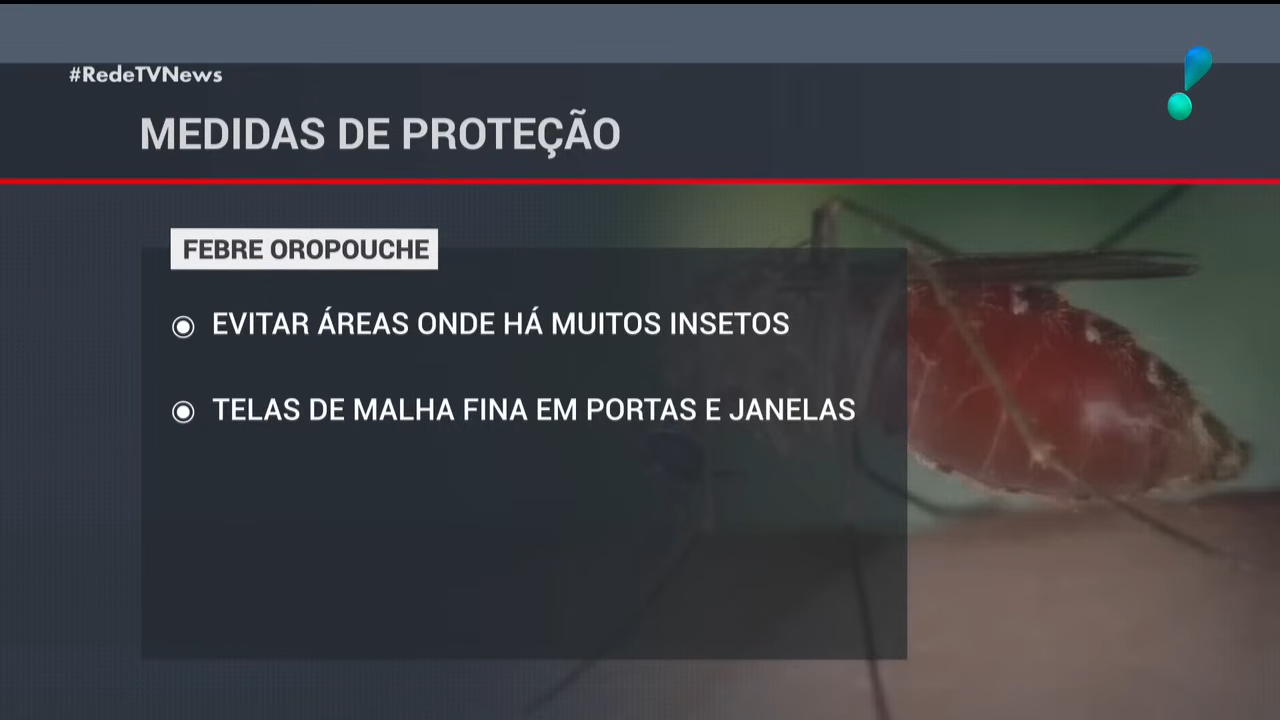 #RedeTVNews
MEDIDAS DE PROTEÇÃO
FEBRE OROPOUCHE
EVITAR ÁREAS ONDE HÁ MUITOS INSETOS
TELAS DE MALHA FINA EM PORTAS E JANELAS